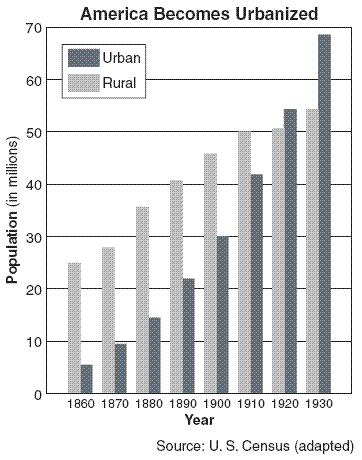 America Becomes Urbanized
Urban
Rural
Population (in millions)
70
60
50
40
30
20
10
0
1860 1870 1880 1890 1900 1910 1920 1930
Year
Source: U. S. Census (adapted)